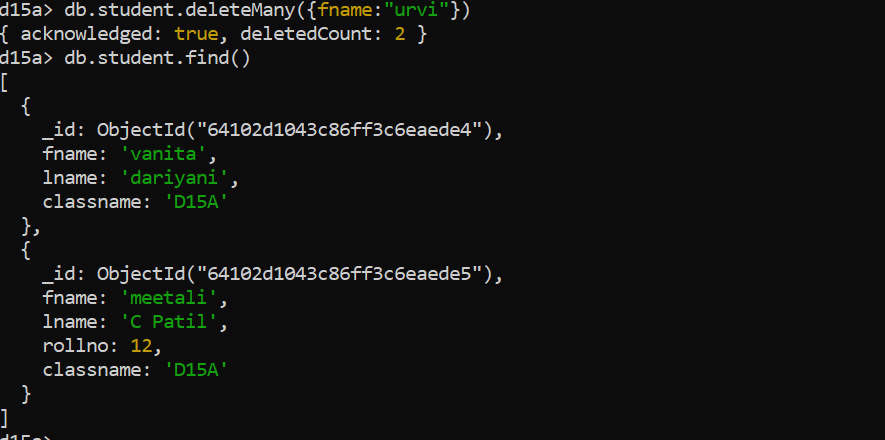 d15a> db.student.deleteMany({fname:"urvi"})
{ acknowledged: true, deletedCount: 2 }
d15a> db.student.find()
[
  {
    _id: ObjectId("64102d1043c86ff3c6eaede4"),
    fname: 'vanita',
    lname: 'dariyani',
    classname: 'D15A'
  },
  {
    _id: ObjectId("64102d1043c86ff3c6eaede5"),
    fname: 'meetali',
    lname: 'C Patil',
    rollno: 12,
    classname: 'D15A'
  }
]
d15a>